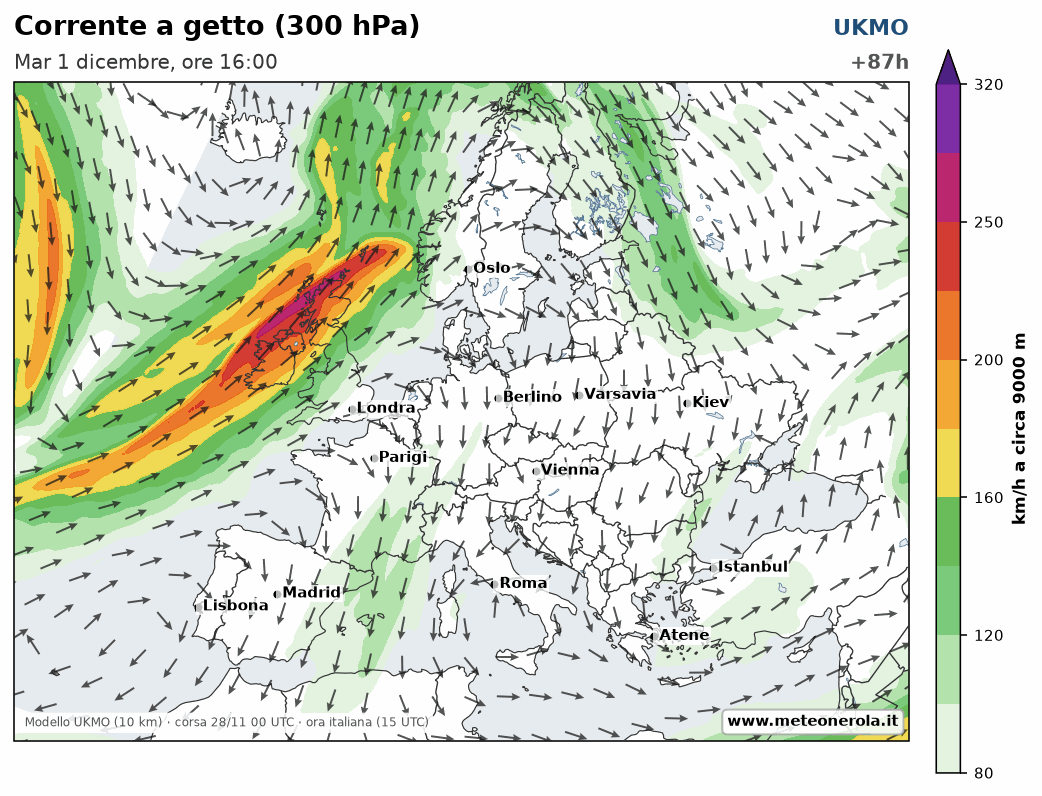 Corrente a getto (300 hPa)
UKMO
Mar 1 dicembre, ore 16:00
+87h
320
250
200
160
120
80
km/h a circa 9000 m
Oslo
Berlino
Varsavia
Kiev
Londra
Parigi
Vienna
Istanbul
Roma
Madrid
Lisbona
Atene
Modello UKMO (10 km) · corsa 28/11 00 UTC · ora italiana (15 UTC)
www.meteonerola.it